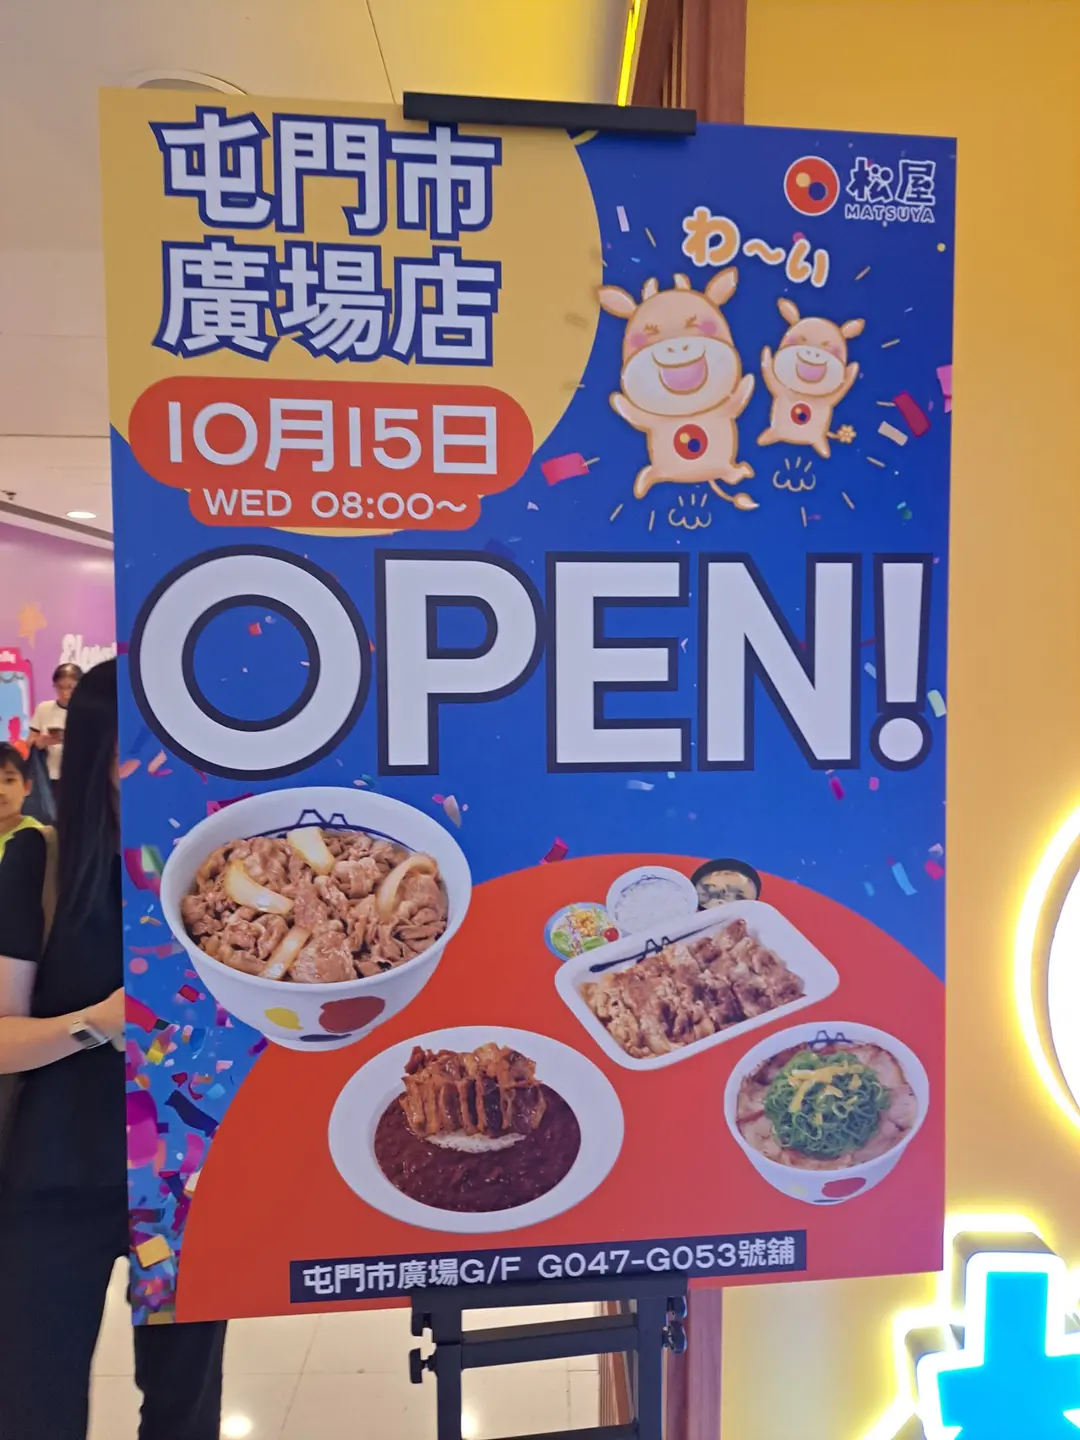 屯門市
廣場店
松屋
MATSUYA
わ〜い
10月15日
WED 08:00〜
OPEN!
屯門市廣場G/F G047-G053號舖